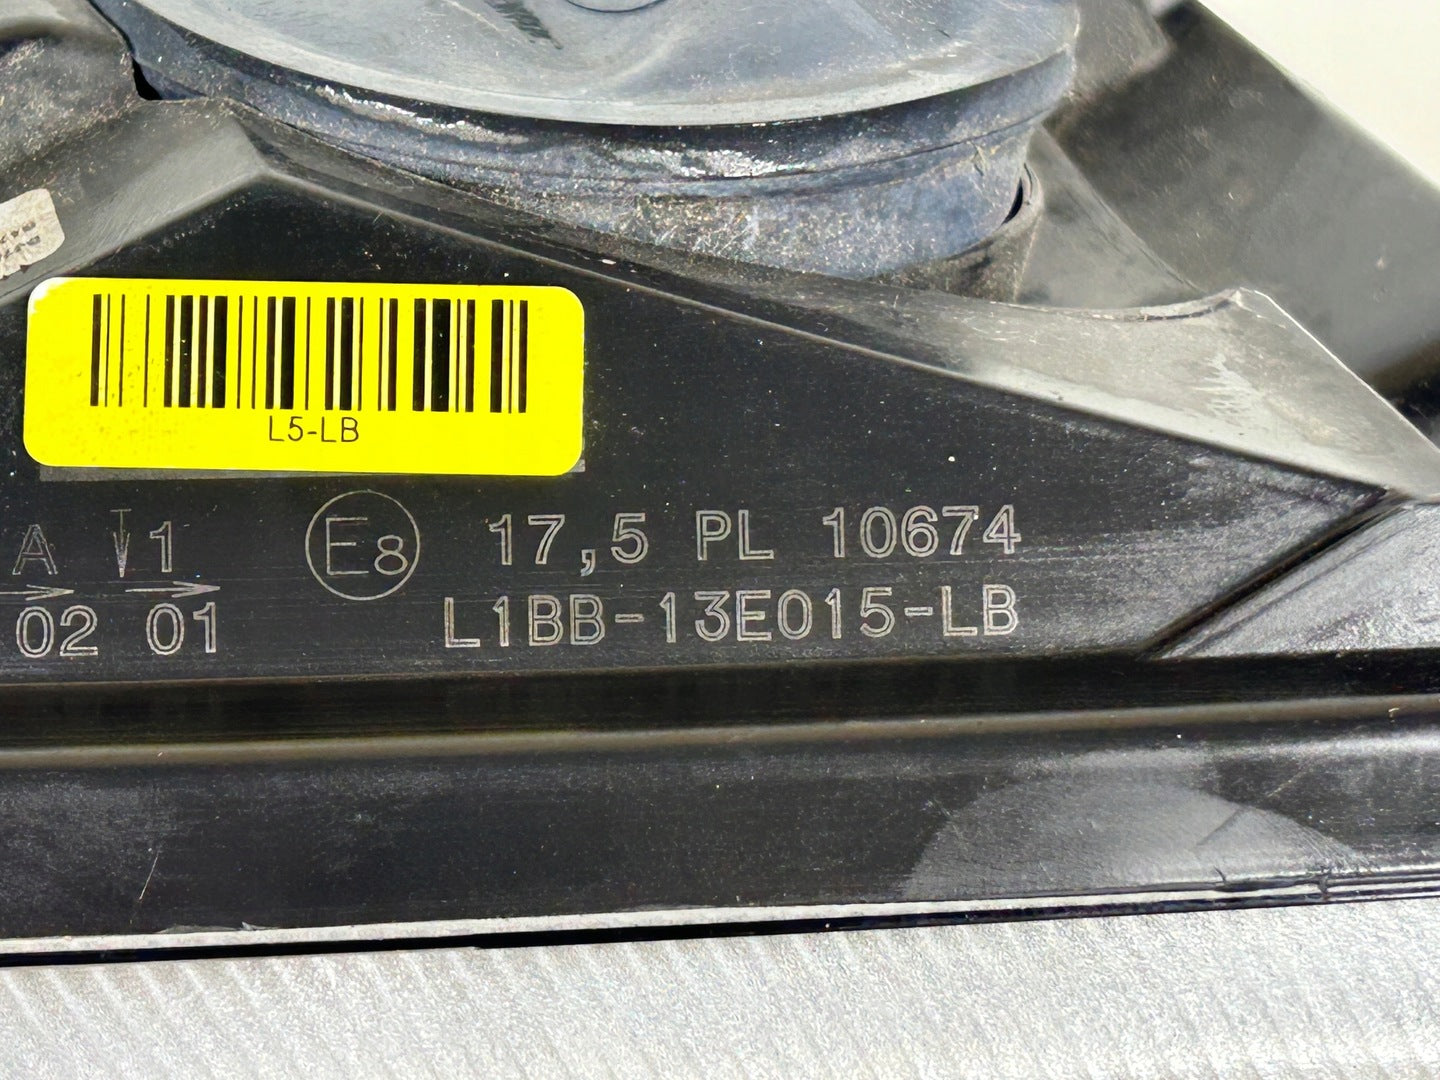 L5-LB
A 1 E8 17,5 PL 10674
02 01 L1BB-13E015-LB